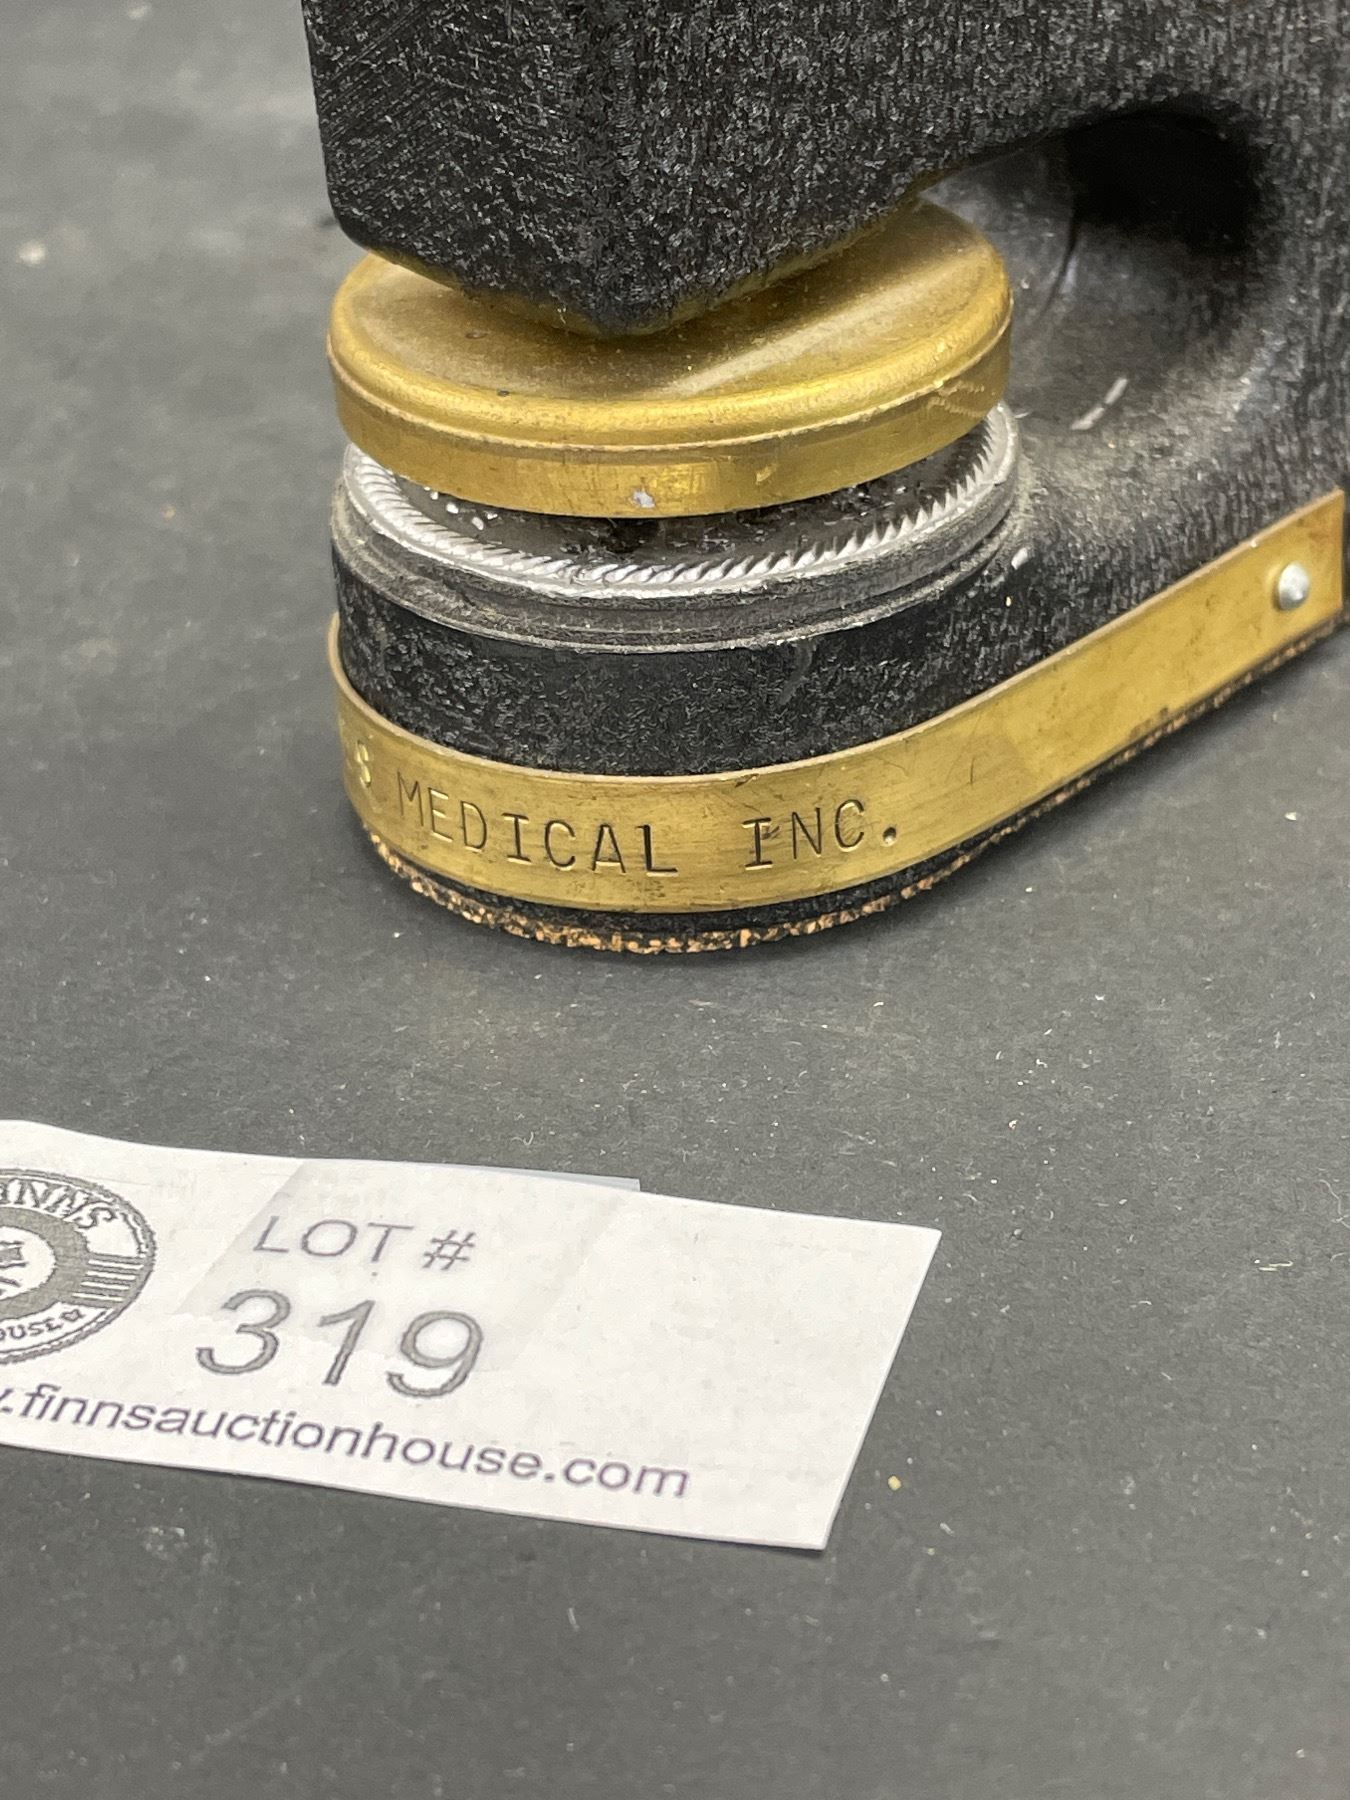 MEDICAL INC.
LOT #
319
.finnsauctionhouse.com